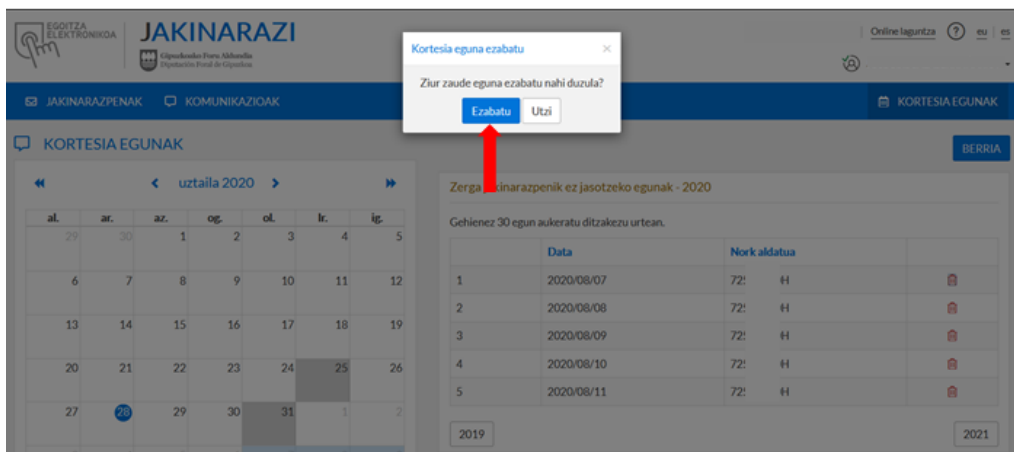 EGOITZA
ELEKTRONIKOA
JAKINARAZI
Gipuzkoako Foru Aldundia
Diputación Foral de Gipuzkoa
Online laguntza ? eu | es
Kortesia eguna ezabatu ×
Ziur zaude eguna ezabatu nahi duzula?
Ezabatu Utzi
JAKINARAZPENAK KOMUNIKAZIOAK KORTESIA EGUNAK
KORTESIA EGUNAK BERRIA
uztaila 2020
al. ar. az. og. ol. lr. ig.
29 30 1 2 3 4 5
6 7 8 9 10 11 12
13 14 15 16 17 18 19
20 21 22 23 24 25 26
27 28 29 30 31 1 2
Zerga jakinarazpenik ez jasotzeko egunak - 2020
Gehienez 30 egun aukeratu ditzakezu urtean.
Data Nork aldatua
1 2020/08/07 72 H
2 2020/08/08 72 H
3 2020/08/09 72 H
4 2020/08/10 72 H
5 2020/08/11 72 H
2019 2021